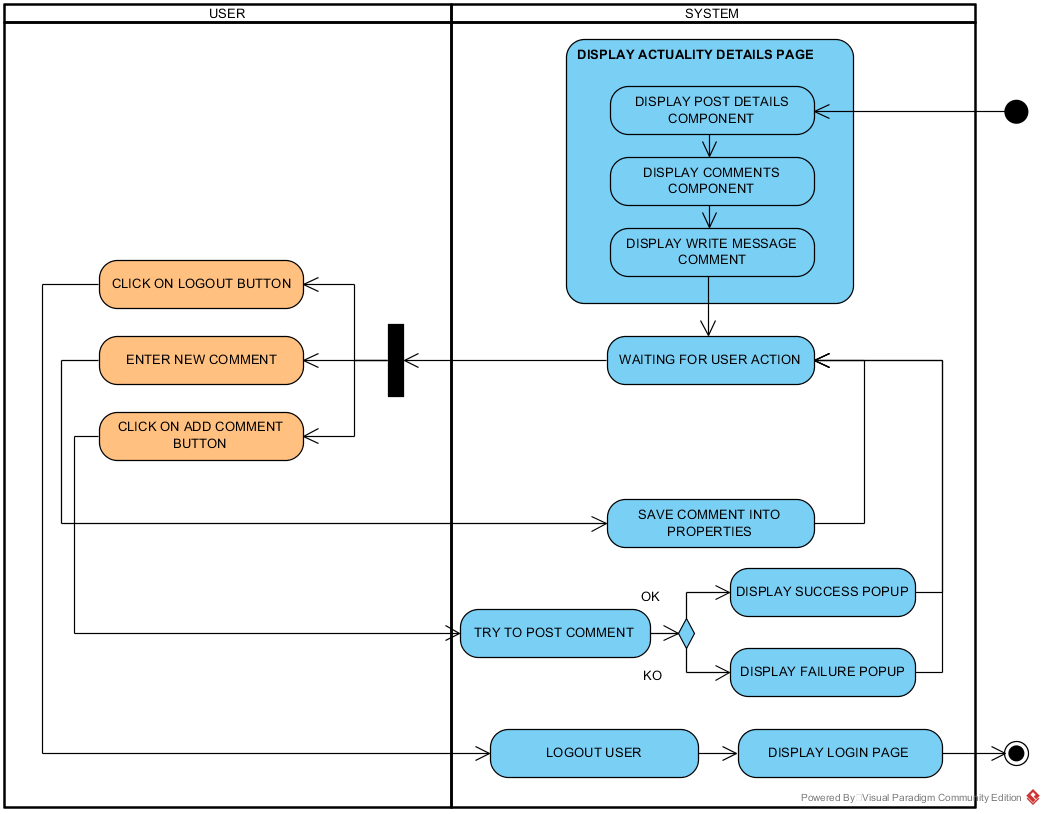 USER
SYSTEM
DISPLAY ACTUALITY DETAILS PAGE
DISPLAY POST DETAILS
COMPONENT
DISPLAY COMMENTS
COMPONENT
DISPLAY WRITE MESSAGE
COMMENT
CLICK ON LOGOUT BUTTON
ENTER NEW COMMENT
WAITING FOR USER ACTION
CLICK ON ADD COMMENT
BUTTON
SAVE COMMENT INTO
PROPERTIES
OK
DISPLAY SUCCESS POPUP
TRY TO POST COMMENT
KO
DISPLAY FAILURE POPUP
LOGOUT USER
DISPLAY LOGIN PAGE
Powered By Visual Paradigm Community Edition